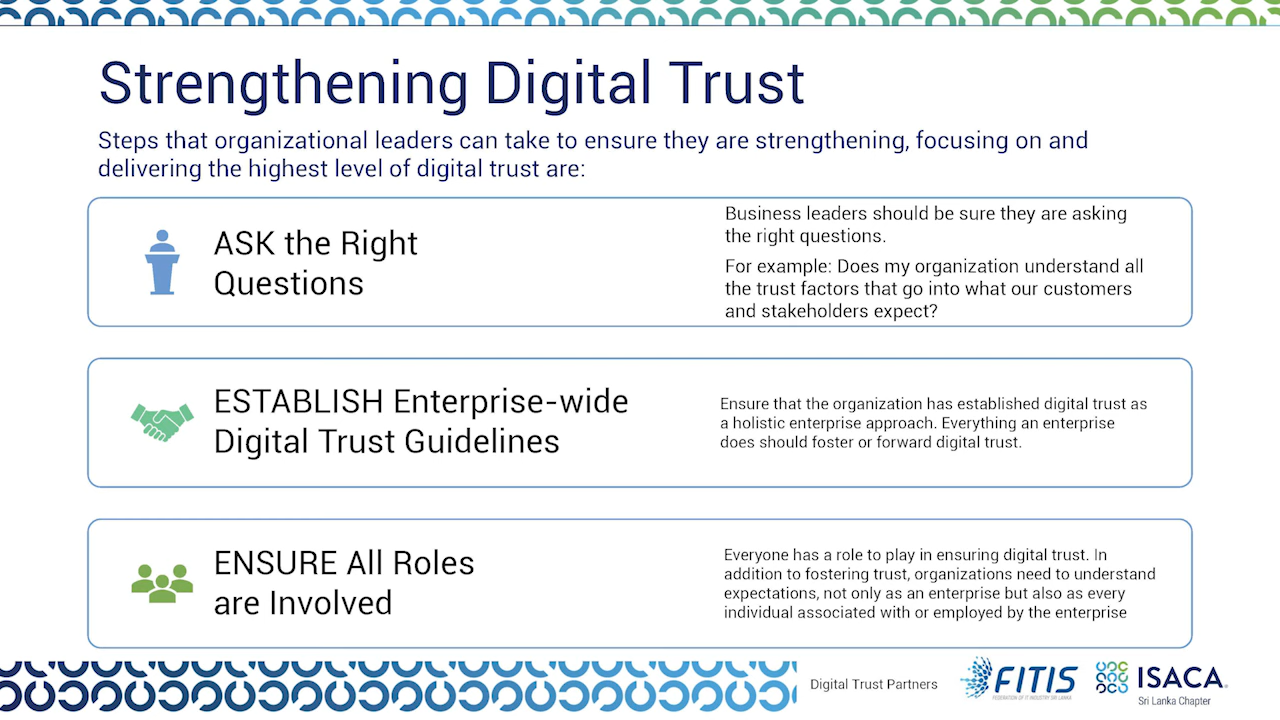 Strengthening Digital Trust
Steps that organizational leaders can take to ensure they are strengthening, focusing on and
delivering the highest level of digital trust are:
ASK the Right
Questions
Business leaders should be sure they are asking
the right questions.
For example: Does my organization understand all
the trust factors that go into what our customers
and stakeholders expect?
ESTABLISH Enterprise-wide
Digital Trust Guidelines
Ensure that the organization has established digital trust as
a holistic enterprise approach. Everything an enterprise
does should foster or forward digital trust.
ENSURE All Roles
are Involved
Everyone has a role to play in ensuring digital trust. In
addition to fostering trust, organizations need to understand
expectations, not only as an enterprise but also as every
individual associated with or employed by the enterprise
Digital Trust Partners
FITIS
FEDERATION OF IT INDUSTRY SRI LANKA
ISACA
Sri Lanka Chapter